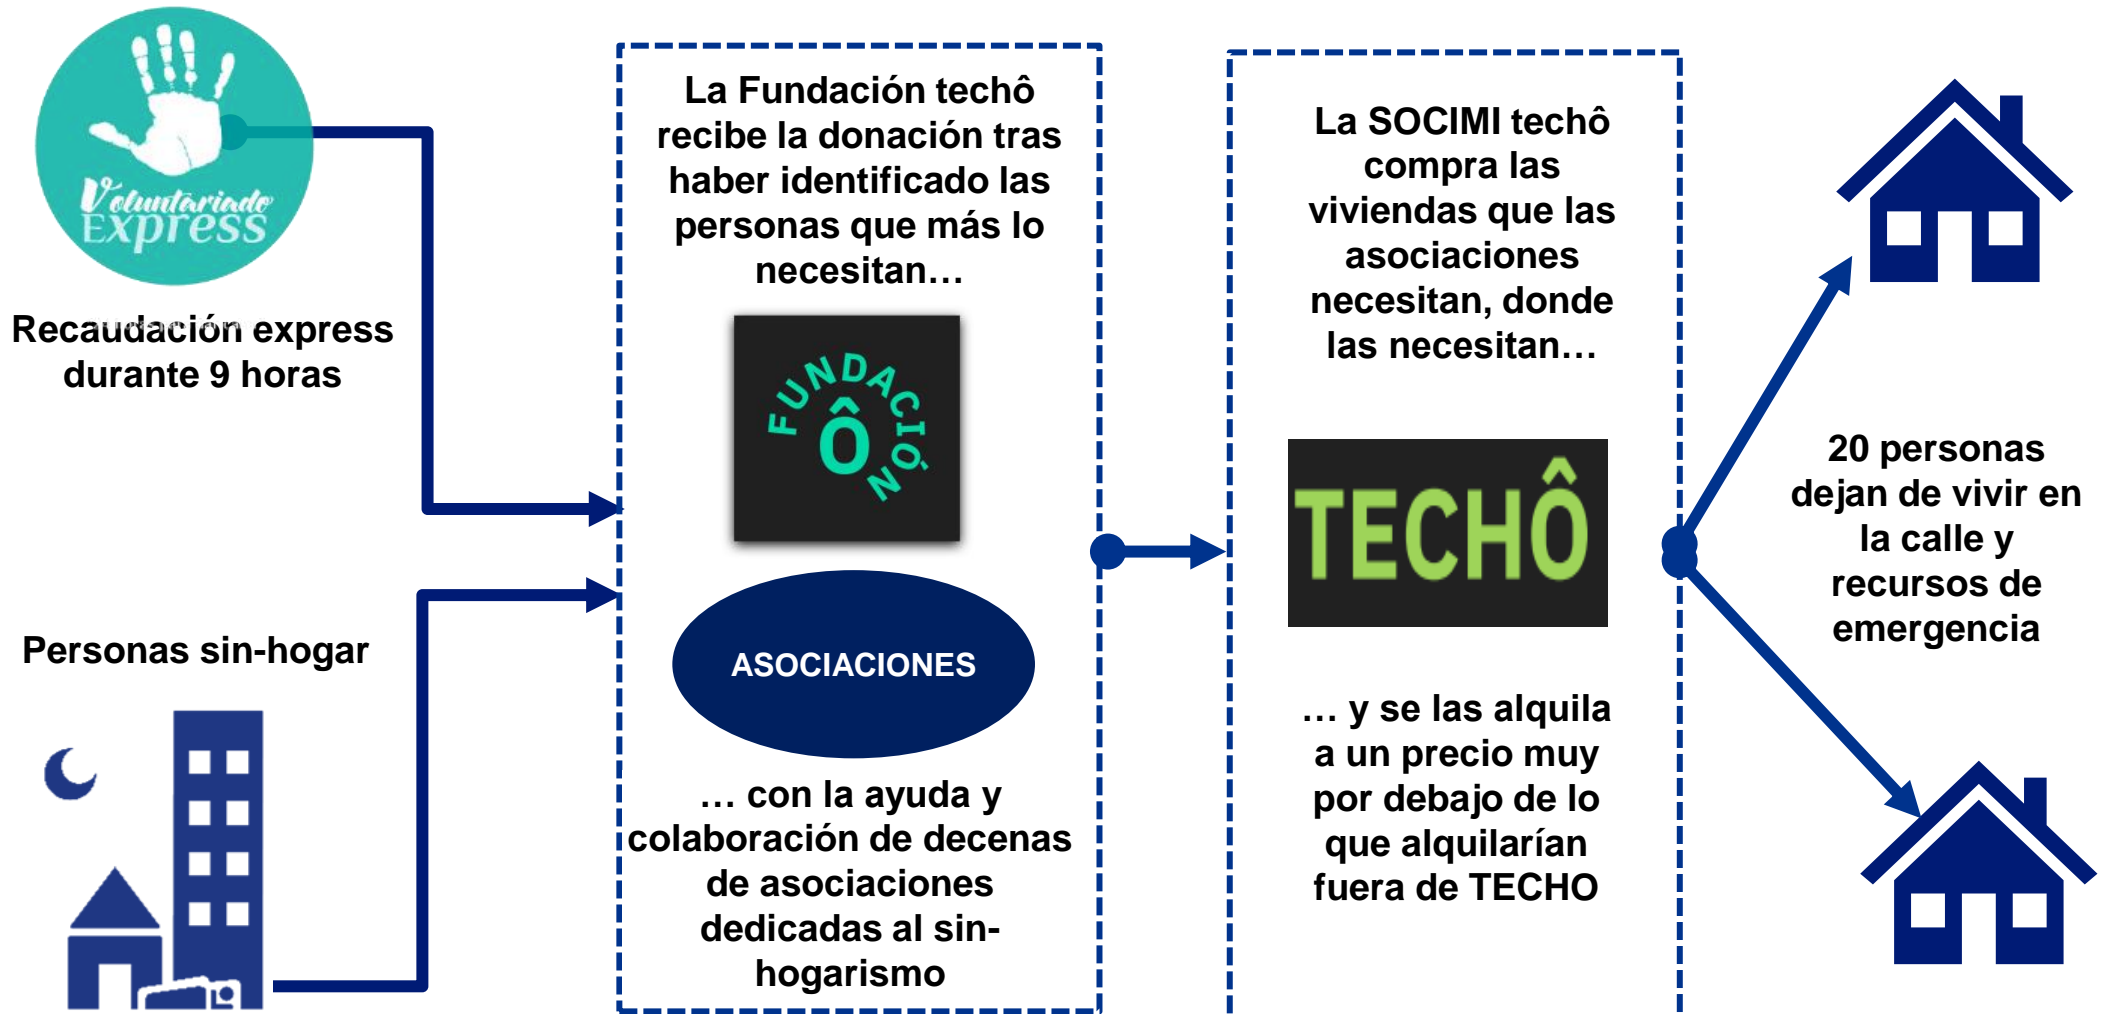 Voluntariado
EXpress
Recaudación express
durante 9 horas
Personas sin-hogar
La Fundación techô
recibe la donación tras
haber identificado las
personas que más lo
necesitan…
FUNDACIÓN
Ô
ASOCIACIONES
… con la ayuda y
colaboración de decenas
de asociaciones
dedicadas al sin-
hogarismo
La SOCIMI techô
compra las
viviendas que las
asociaciones
necesitan, donde
las necesitan…
TECHÔ
… y se las alquila
a un precio muy
por debajo de lo
que alquilarían
fuera de TECHO
20 personas
dejan de vivir en
la calle y
recursos de
emergencia